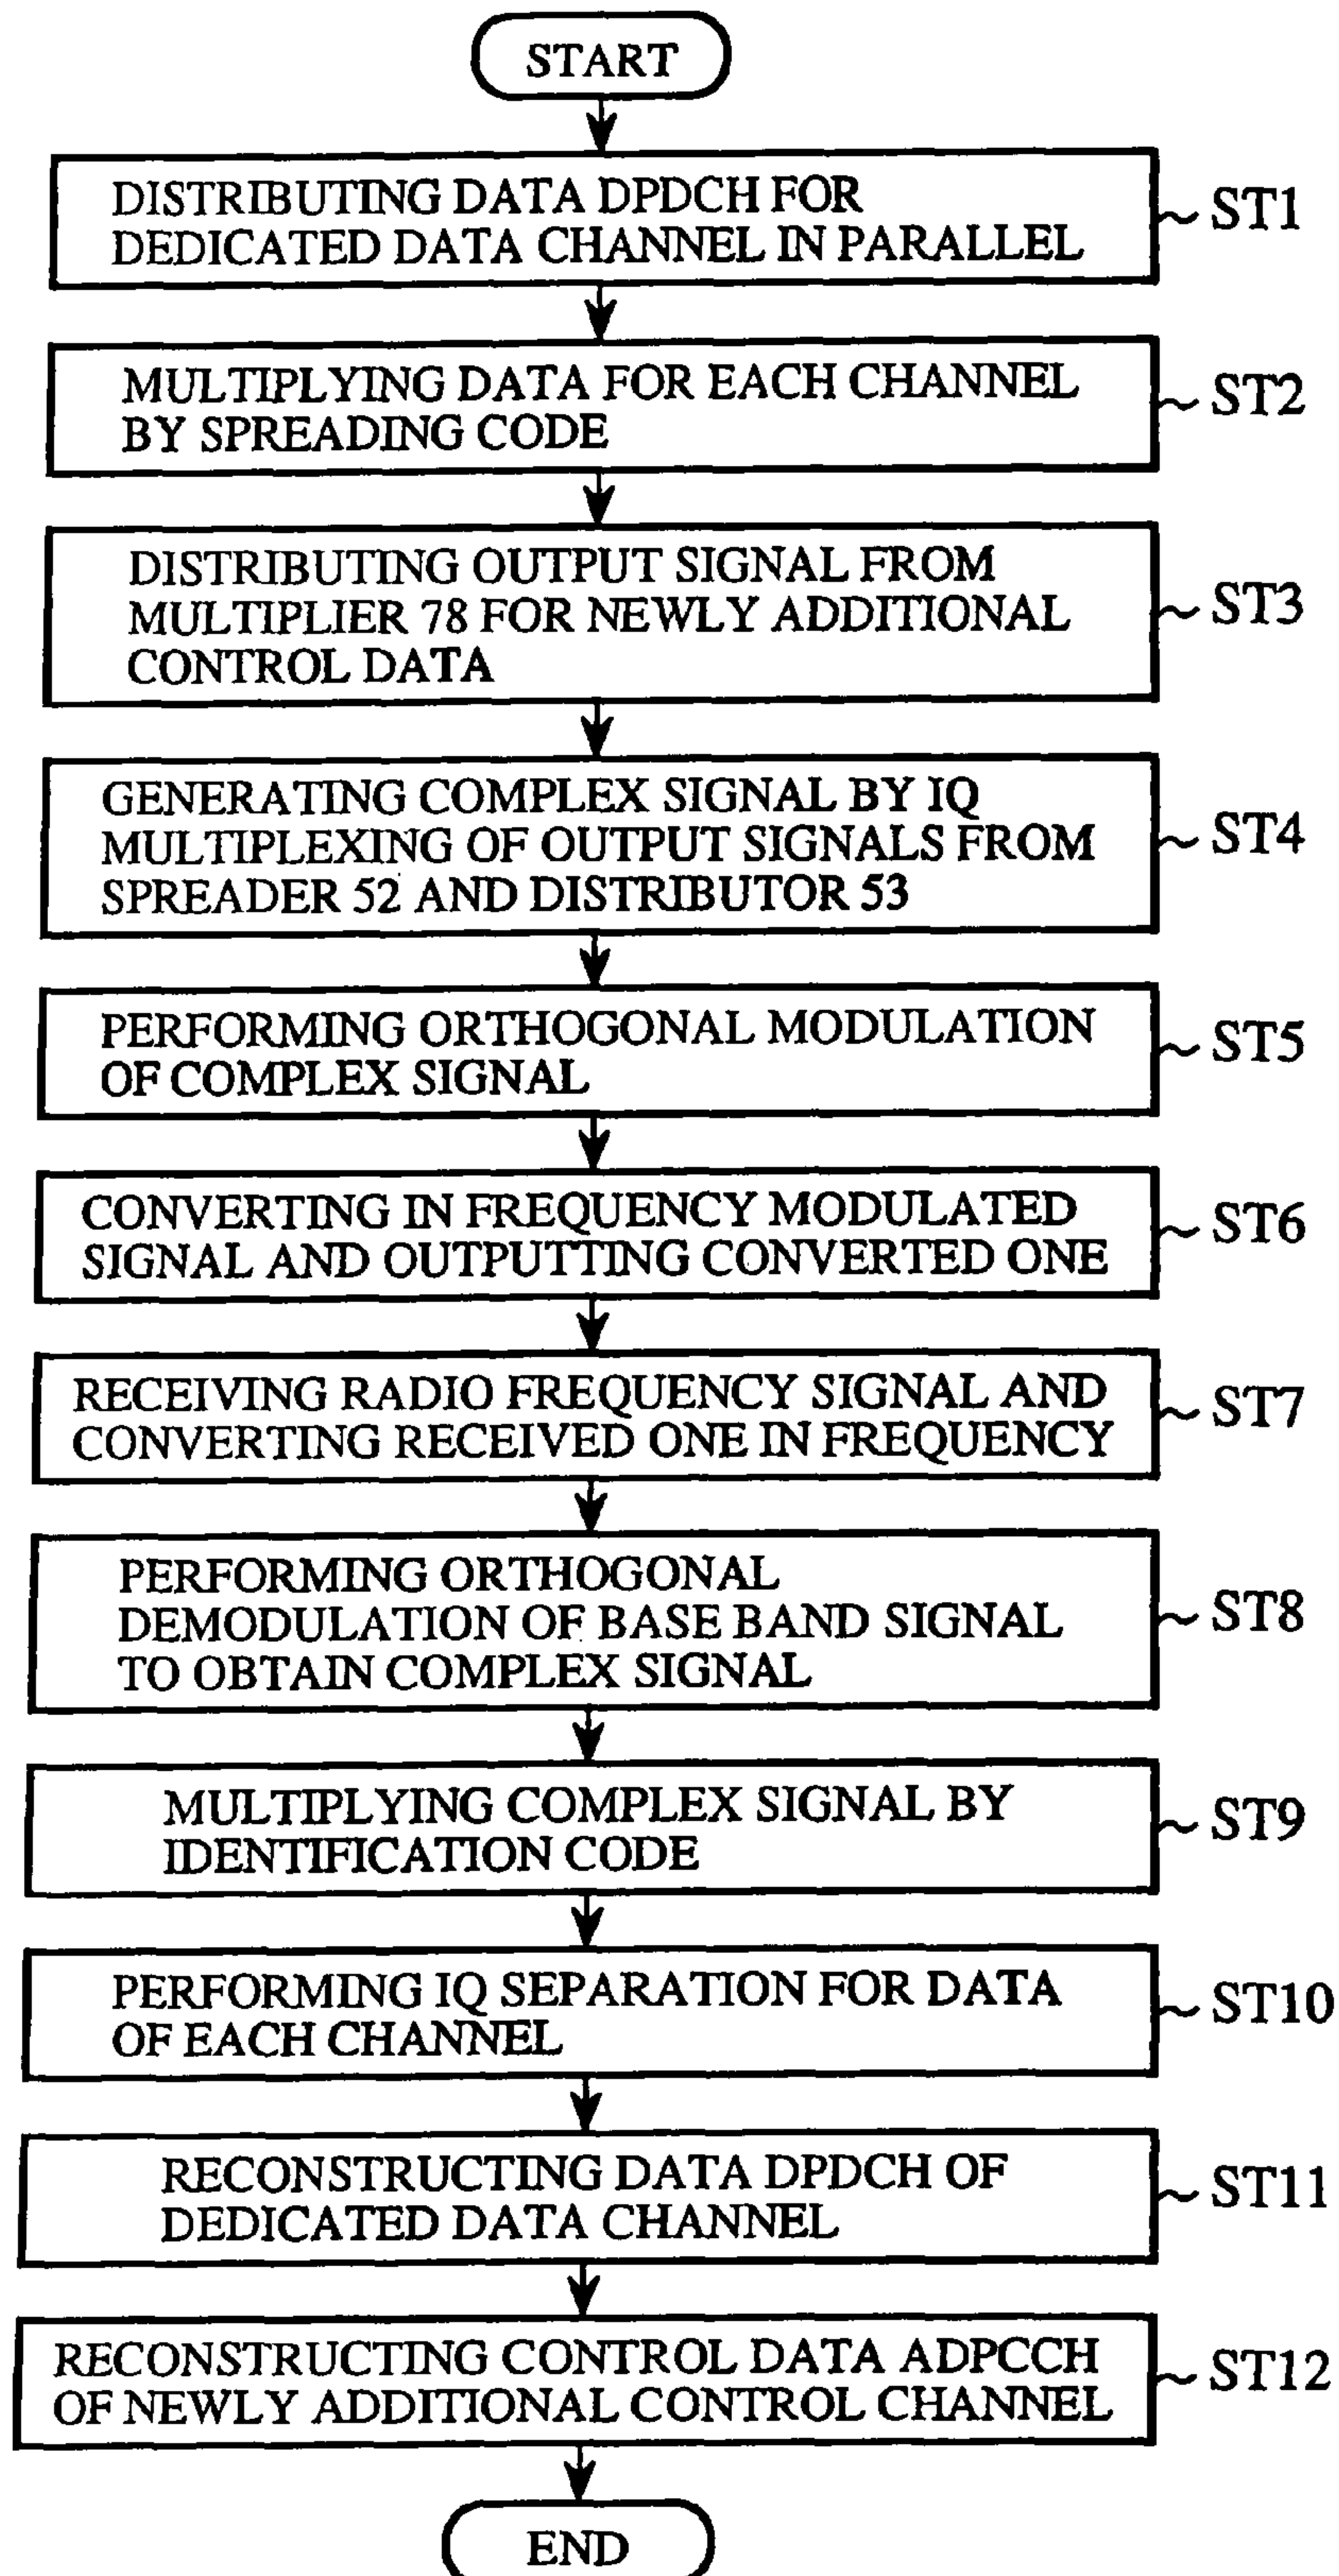 START
DISTRIBUTING DATA DPDCH FOR
DEDICATED DATA CHANNEL IN PARALLEL
ST1
MULTIPLYING DATA FOR EACH CHANNEL
BY SPREADING CODE
ST2
DISTRIBUTING OUTPUT SIGNAL FROM
MULTIPLIER 78 FOR NEWLY ADDITIONAL
CONTROL DATA
ST3
GENERATING COMPLEX SIGNAL BY IQ
MULTIPLEXING OF OUTPUT SIGNALS FROM
SPREADER 52 AND DISTRIBUTOR 53
ST4
PERFORMING ORTHOGONAL MODULATION
OF COMPLEX SIGNAL
ST5
CONVERTING IN FREQUENCY MODULATED
SIGNAL AND OUTPUTTING CONVERTED ONE
ST6
RECEIVING RADIO FREQUENCY SIGNAL AND
CONVERTING RECEIVED ONE IN FREQUENCY
ST7
PERFORMING ORTHOGONAL
DEMODULATION OF BASE BAND SIGNAL
TO OBTAIN COMPLEX SIGNAL
ST8
MULTIPLYING COMPLEX SIGNAL BY
IDENTIFICATION CODE
ST9
PERFORMING IQ SEPARATION FOR DATA
OF EACH CHANNEL
ST10
RECONSTRUCTING DATA DPDCH OF
DEDICATED DATA CHANNEL
ST11
RECONSTRUCTING CONTROL DATA ADPCCH
OF NEWLY ADDITIONAL CONTROL CHANNEL
ST12
END